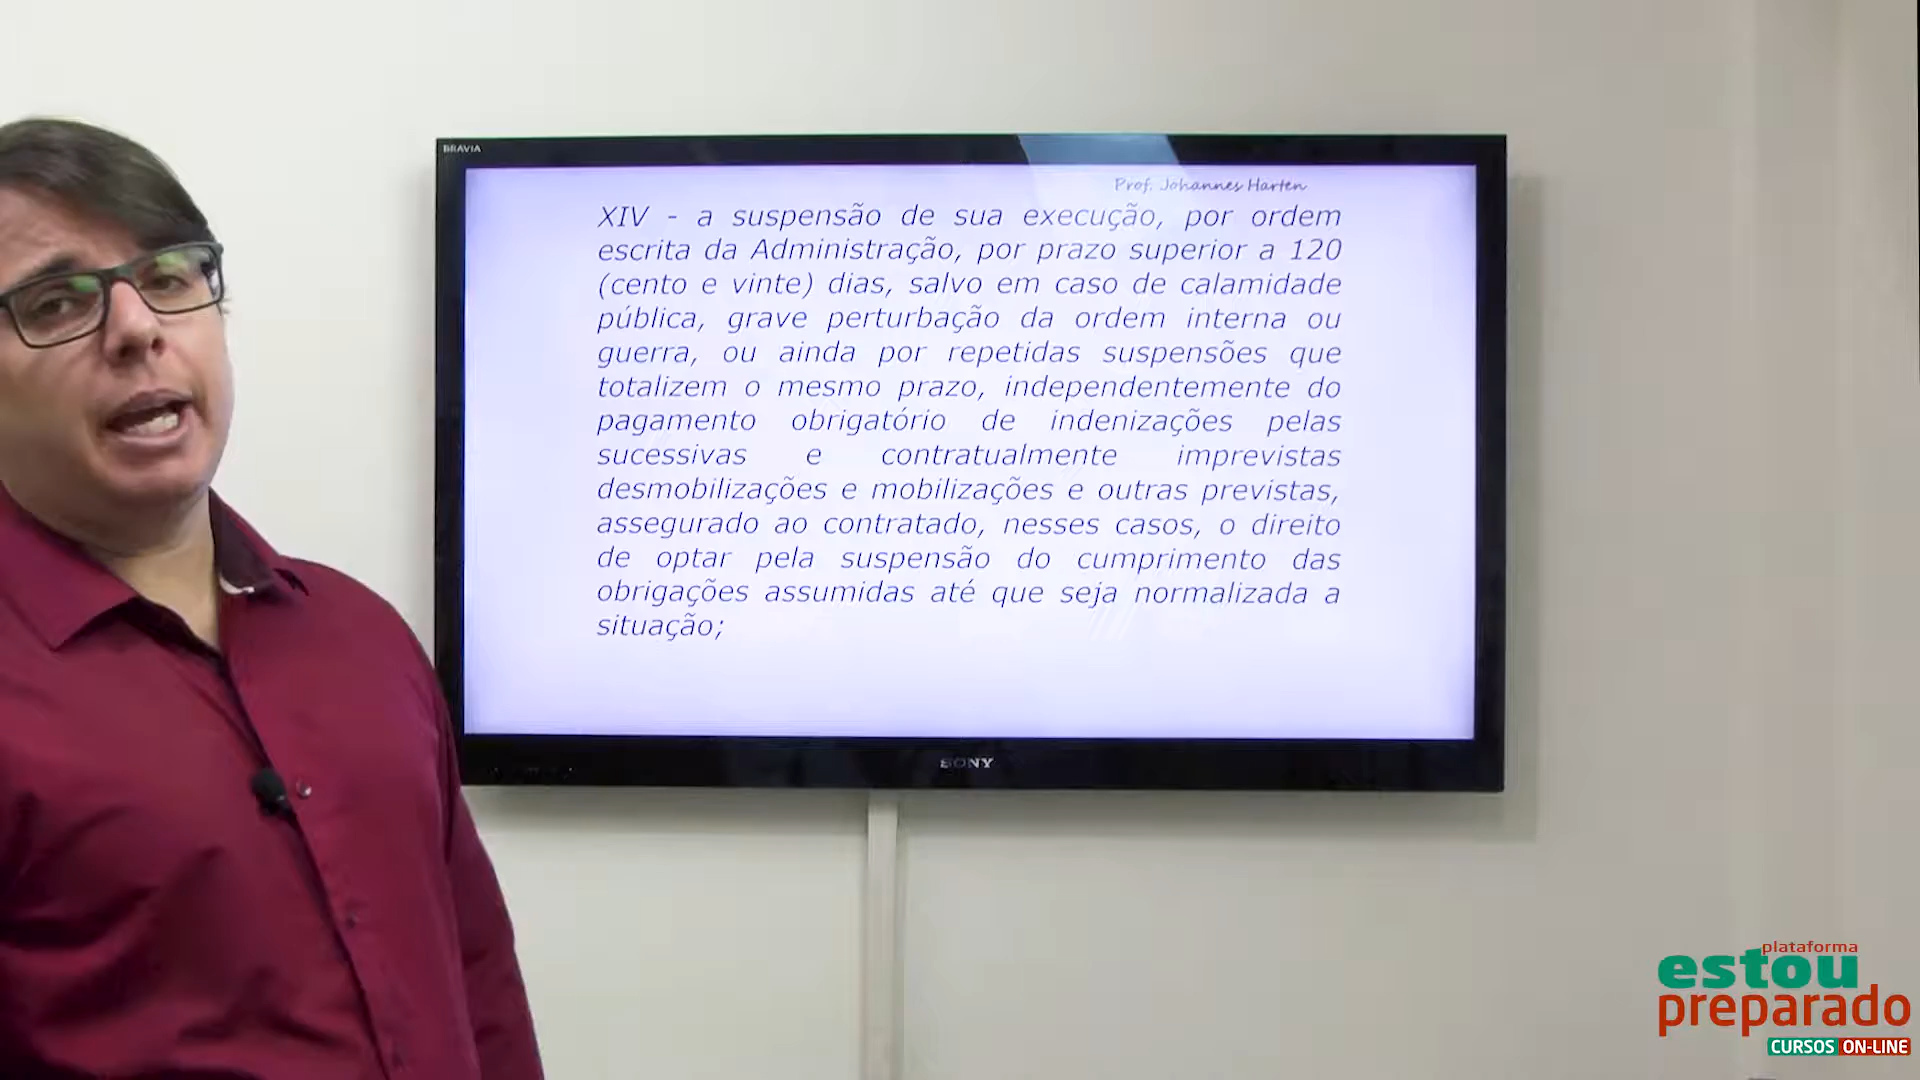 BRAVIA
Prof. Johannes Harten
XIV - a suspensão de sua execução, por ordem
escrita da Administração, por prazo superior a 120
(cento e vinte) dias, salvo em caso de calamidade
pública, grave perturbação da ordem interna ou
guerra, ou ainda por repetidas suspensões que
totalizem o mesmo prazo, independentemente do
pagamento obrigatório de indenizações pelas
sucessivas e contratualmente imprevistas
desmobilizações e mobilizações e outras previstas,
assegurado ao contratado, nesses casos, o direito
de optar pela suspensão do cumprimento das
obrigações assumidas até que seja normalizada a
situação;
SONY
plataforma
estou
preparado
CURSOS ON-LINE